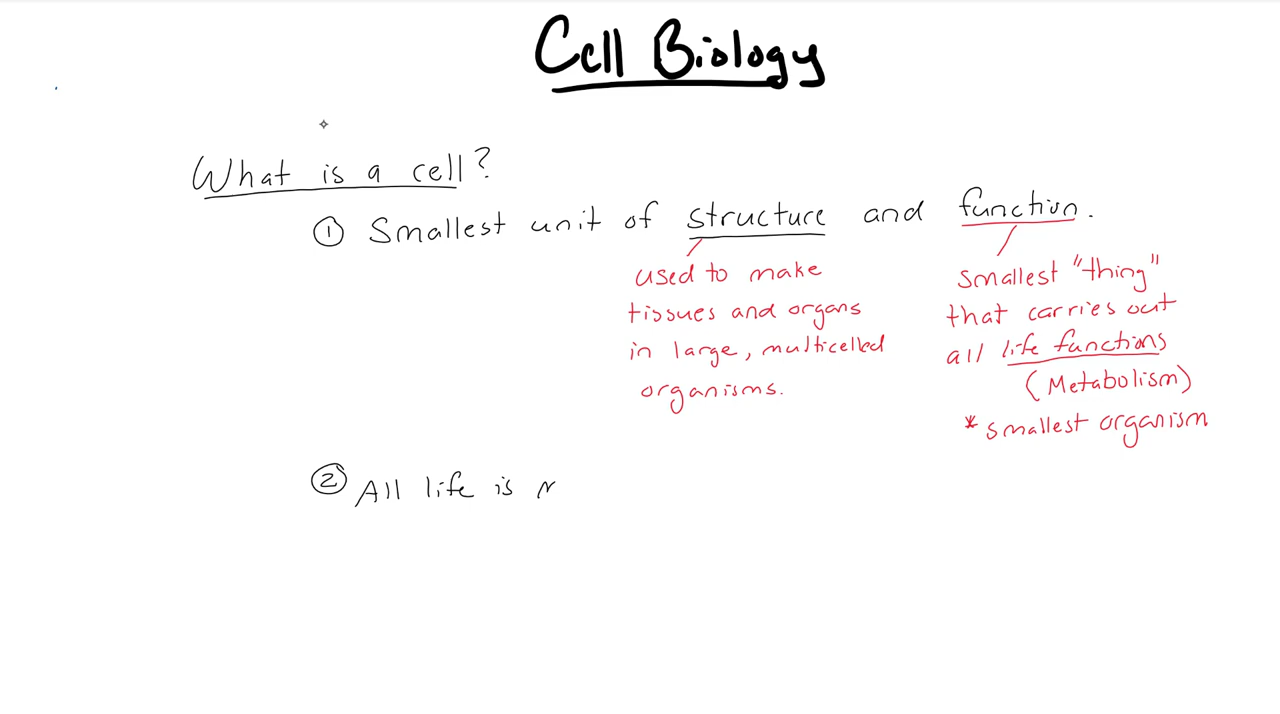 Cell Biology
What is a cell?
① Smallest unit of structure and function.
used to make
tissues and organs
in large, multicelled
organisms.
smallest "thing"
that carries out
all life functions
(Metabolism)
* smallest organism
② All life is